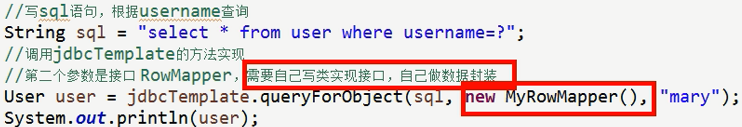 //写sql语句，根据username查询
String sql = "select * from user where username=?";
//调用jdbcTemplate的方法实现
//第二个参数是接口 RowMapper，需要自己写类实现接口，自己做数据封装
User user = jdbcTemplate.queryForObject(sql, new MyRowMapper(), "mary");
System.out.println(user);